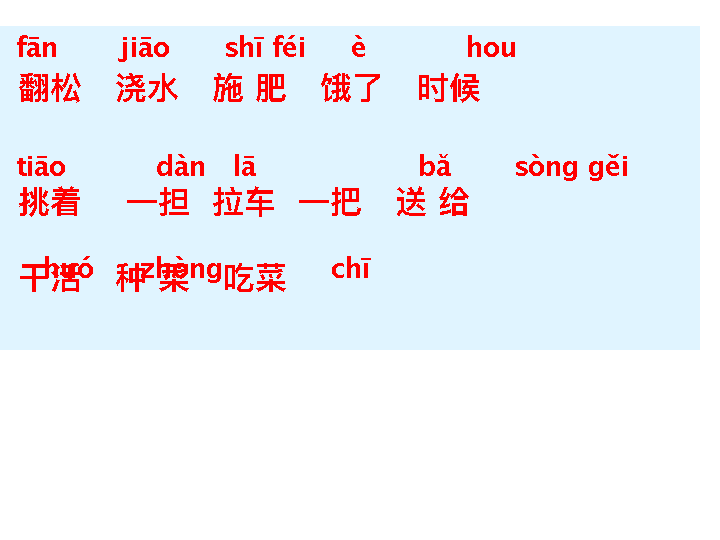 fān jiāo shī féi è hou
翻松 浇水 施 肥 饿了 时候
tiāo dàn lā bǎ sòng gěi
挑着 一担 拉车 一把 送 给
huó zhòng chī
干活 种菜 吃菜